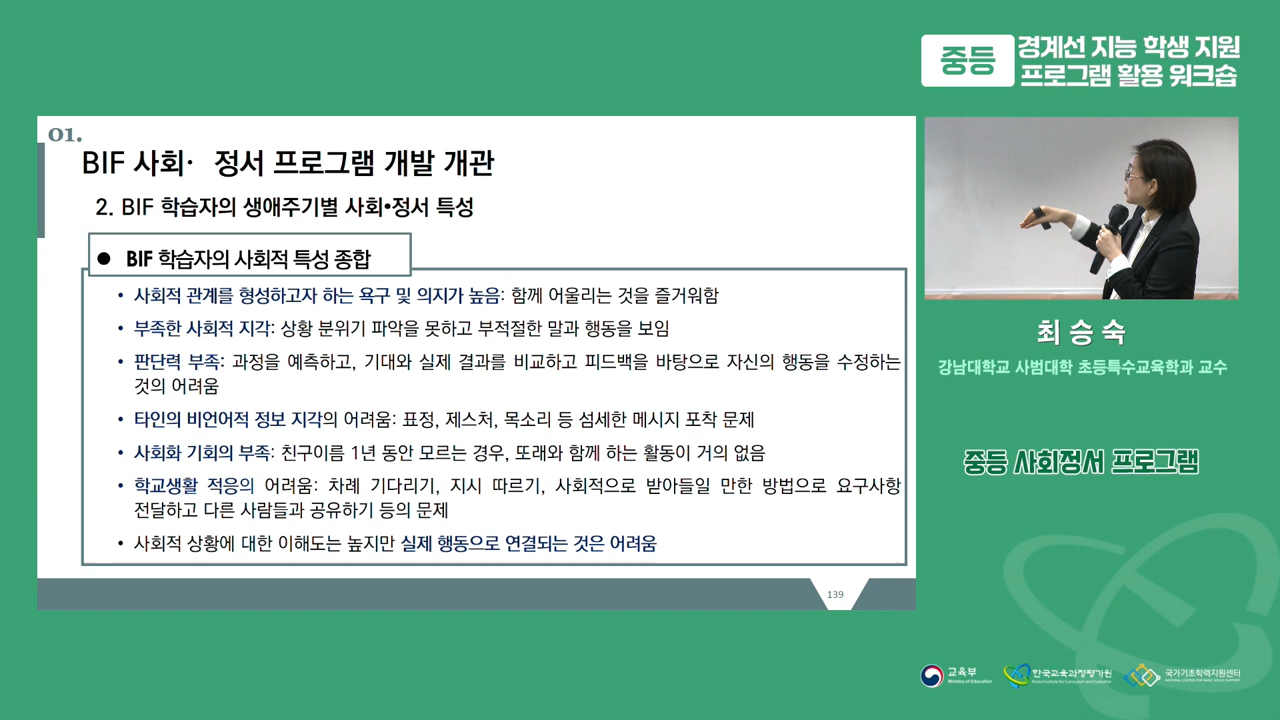 중등
경계선 지능 학생 지원
프로그램 활용 워크숍
01.
BIF 사회· 정서 프로그램 개발 개관
2. BIF 학습자의 생애주기별 사회•정서 특성
● BIF 학습자의 사회적 특성 종합
• 사회적 관계를 형성하고자 하는 욕구 및 의지가 높음: 함께 어울리는 것을 즐거워함
• 부족한 사회적 지각: 상황 분위기 파악을 못하고 부적절한 말과 행동을 보임
• 판단력 부족: 과정을 예측하고, 기대와 실제 결과를 비교하고 피드백을 바탕으로 자신의 행동을 수정하는
것의 어려움
• 타인의 비언어적 정보 지각의 어려움: 표정, 제스처, 목소리 등 섬세한 메시지 포착 문제
• 사회화 기회의 부족: 친구이름 1년 동안 모르는 경우, 또래와 함께 하는 활동이 거의 없음
• 학교생활 적응의 어려움: 차례 기다리기, 지시 따르기, 사회적으로 받아들일 만한 방법으로 요구사항
전달하고 다른 사람들과 공유하기 등의 문제
• 사회적 상황에 대한 이해도는 높지만 실제 행동으로 연결되는 것은 어려움
139
최승숙
강남대학교 사범대학 초등특수교육학과 교수
중등 사회정서 프로그램
교육부
Ministry of Education
한국교육과정평가원
Korea Institute for Curriculum and Evaluation
국가기초학력지원센터
NATIONAL CENTER FOR BASIC SKILLS SUPPORT